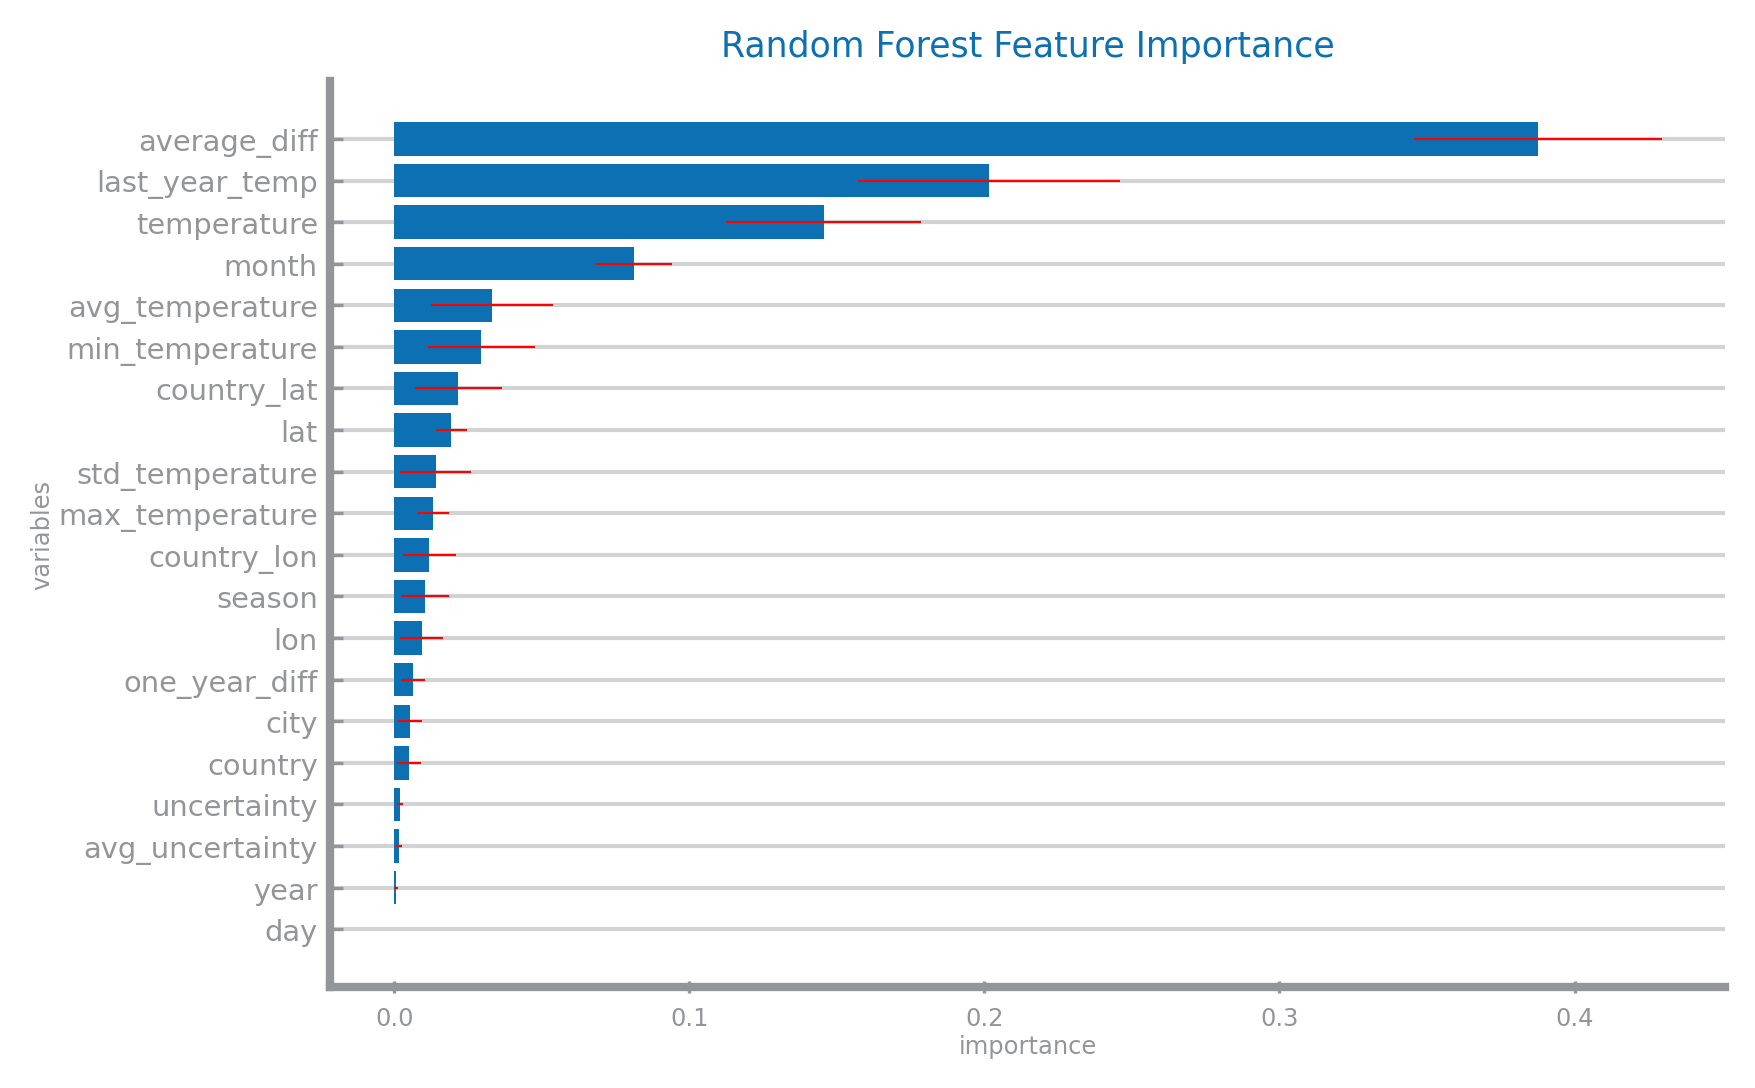 Random Forest Feature Importance
average_diff
last_year_temp
temperature
month
avg_temperature
min_temperature
country_lat
lat
std_temperature
max_temperature
country_lon
season
lon
one_year_diff
city
country
uncertainty
avg_uncertainty
year
day
variables
0.0 0.1 0.2 0.3 0.4
importance